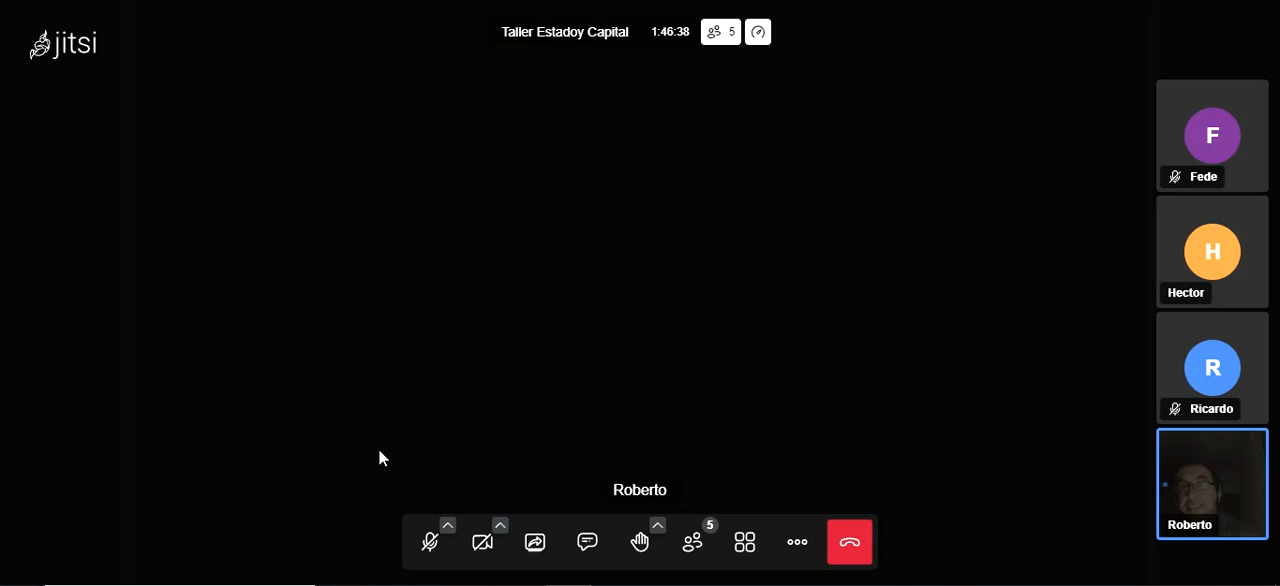 jitsi
Taller Estadoy Capital 1:46:38 5
F
Fede
H
Hector
R
Ricardo
Roberto
Roberto
5